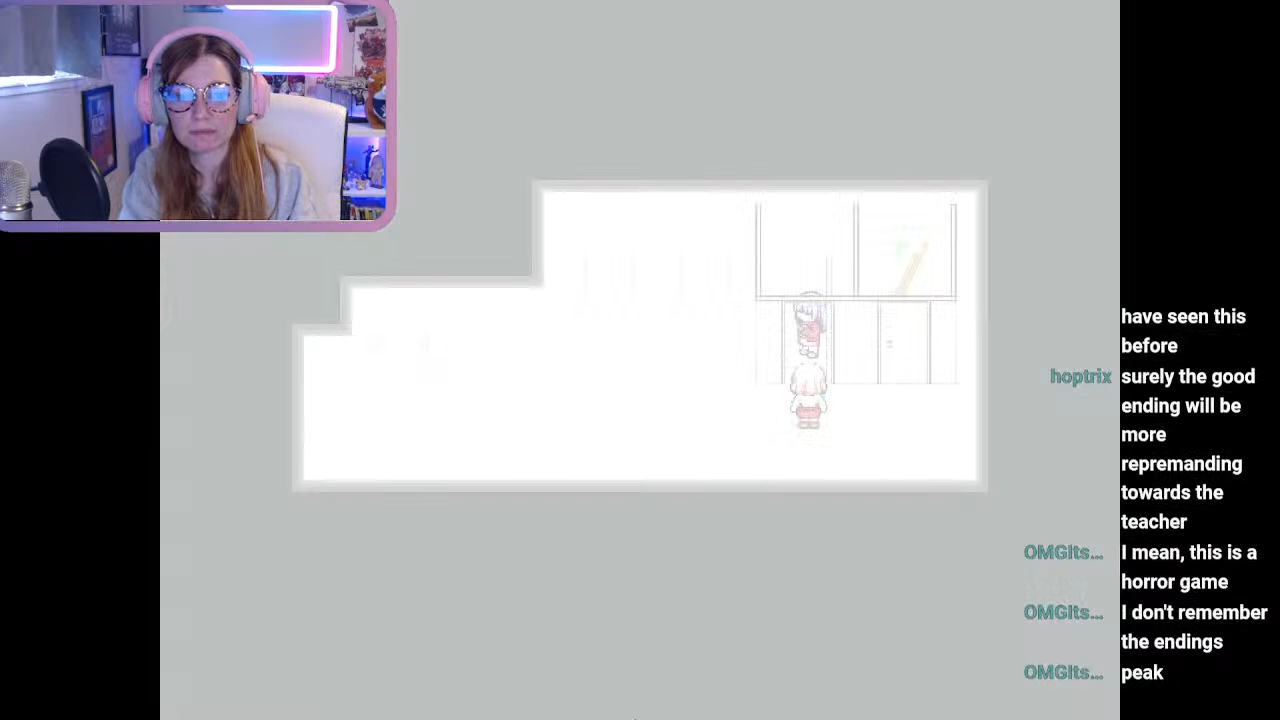 have seen this
before
hoptrix surely the good
ending will be
more
repremanding
towards the
teacher
OMGIts... I mean, this is a
horror game
OMGIts... I don't remember
the endings
OMGIts... peak